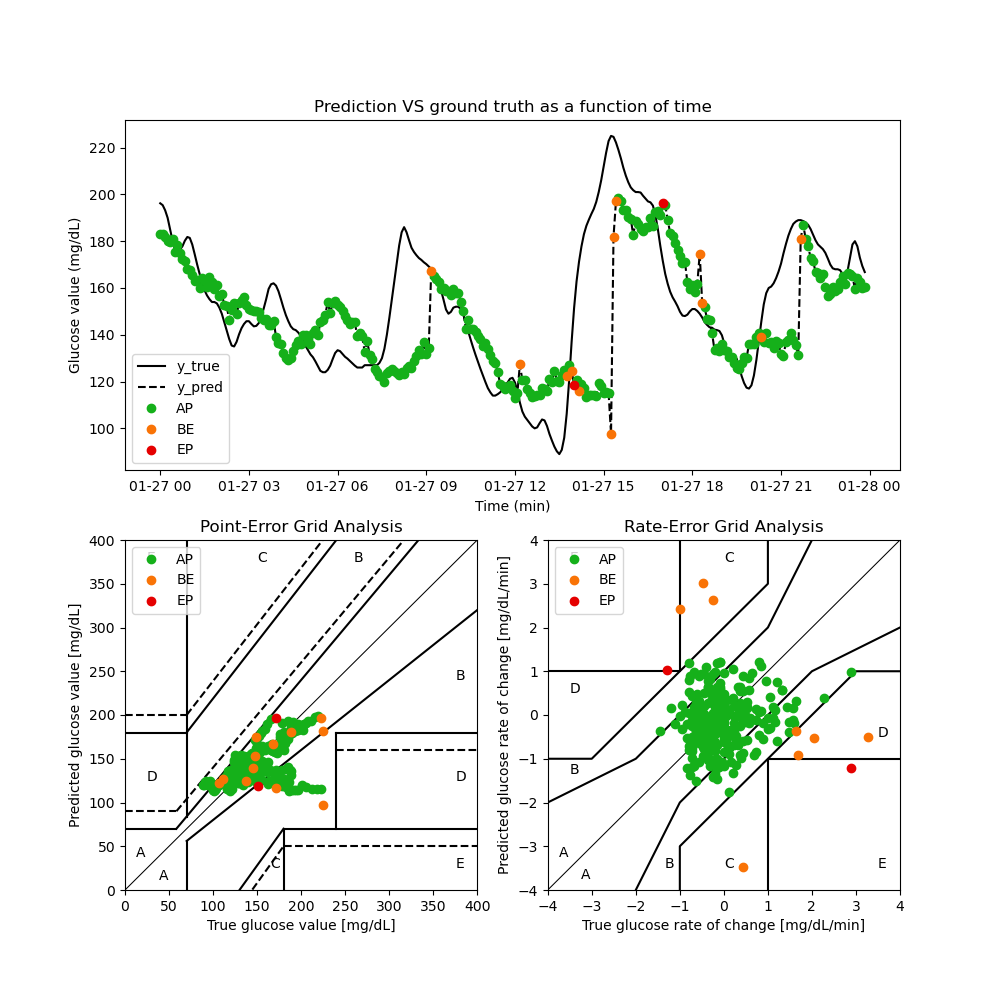 Prediction VS ground truth as a function of time
Glucose value (mg/dL)
220
200
180
160
140
120
100
y_true
y_pred
AP
BE
EP
01-27 00 01-27 03 01-27 06 01-27 09 01-27 12 01-27 15 01-27 18 01-27 21 01-28 00
Time (min)
Point-Error Grid Analysis
Predicted glucose value [mg/dL]
400
350
300
250
200
150
100
50
0
AP
BE
EP
C B
B
D D
A
A
C E
0 50 100 150 200 250 300 350 400
True glucose value [mg/dL]
Rate-Error Grid Analysis
Predicted glucose rate of change [mg/dL/min]
4
3
2
1
0
−1
−2
−3
−4
AP
BE
EP
C
D
D
B
A
A
B C E
−4 −3 −2 −1 0 1 2 3 4
True glucose rate of change [mg/dL/min]